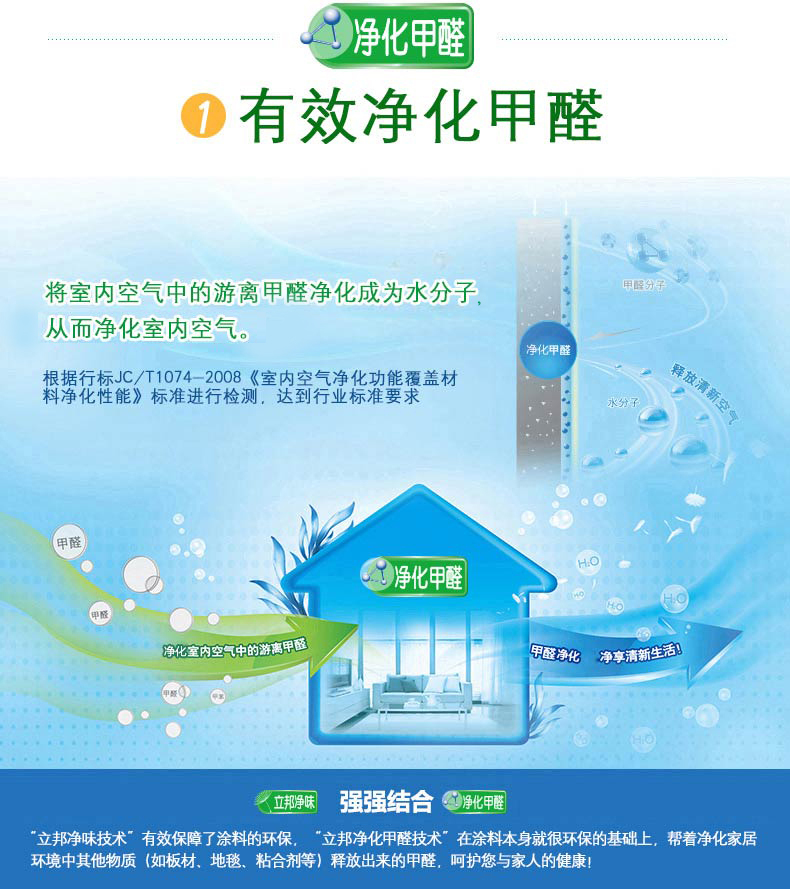 净化甲醛
1 有效净化甲醛
将室内空气中的游离甲醛净化成为水分子,
从而净化室内空气。
根据行标JC/T1074—2008《室内空气净化功能覆盖材
料净化性能》标准进行检测，达到行业标准要求
甲醛分子
净化甲醛
释放清新空气
水分子
甲醛
甲醛
甲醛
甲苯
净化室内空气中的游离甲醛
净化甲醛
甲醛净化 净享清新生活!
H₂O
H₂O
H₂O
H₂O
H₂O
立邦净味 强强结合 净化甲醛
“立邦净味技术”有效保障了涂料的环保，“立邦净化甲醛技术”在涂料本身就很环保的基础上，帮着净化家居
环境中其他物质（如板材、地毯、粘合剂等）释放出来的甲醛，呵护您与家人的健康!